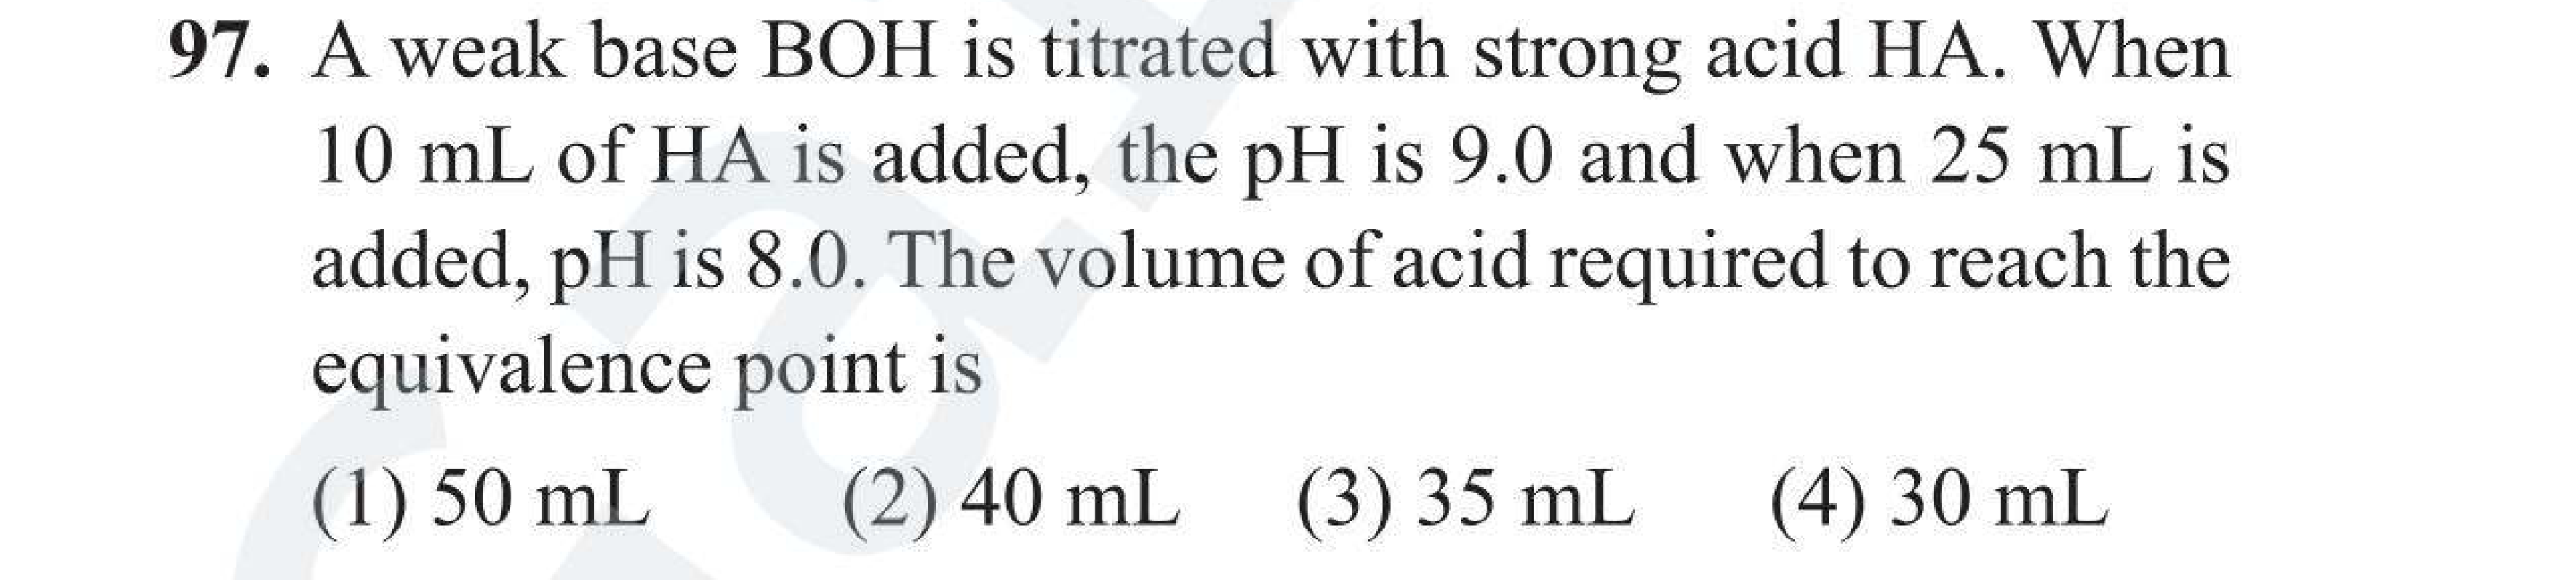 97. A weak base BOH is titrated with strong acid HA. When
10 mL of HA is added, the pH is 9.0 and when 25 mL is
added, pH is 8.0. The volume of acid required to reach the
equivalence point is
(1) 50 mL (2) 40 mL (3) 35 mL (4) 30 mL